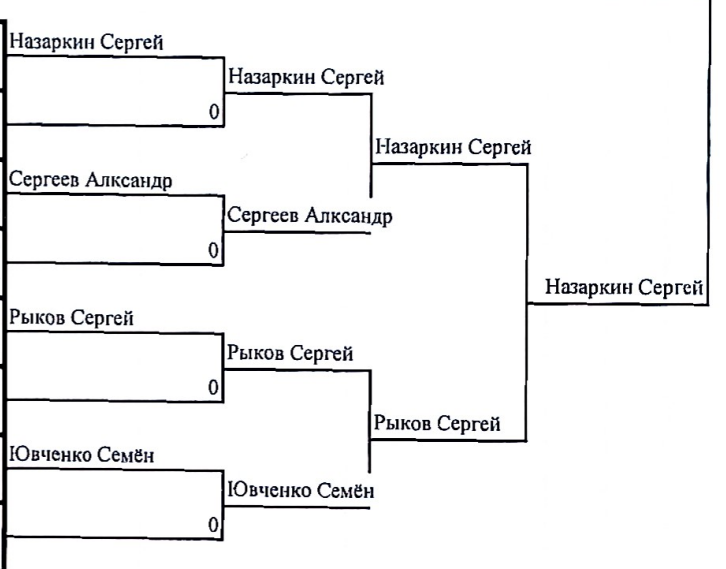 Назаркин Сергей
0
Сергеев Алксандр
0
Рыков Сергей
0
Ювченко Семён
0
Назаркин Сергей
Сергеев Алксандр
Рыков Сергей
Ювченко Семён
Назаркин Сергей
Рыков Сергей
Назаркин Сергей